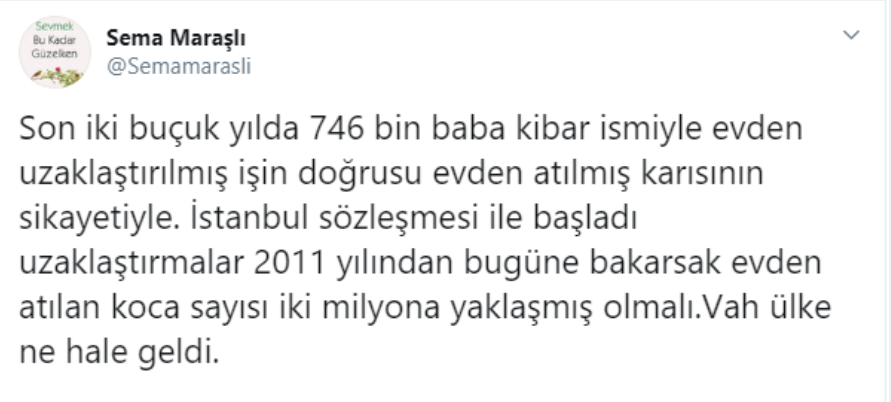 Sevmek
Bu Kadar
Güzelken
Sema Maraşlı
@Semamarasli
Son iki buçuk yılda 746 bin baba kibar ismiyle evden
uzaklaştırılmış işin doğrusu evden atılmış karısının
sikayetiyle. İstanbul sözleşmesi ile başladı
uzaklaştırmalar 2011 yılından bugüne bakarsak evden
atılan koca sayısı iki milyona yaklaşmış olmalı.Vah ülke
ne hale geldi.